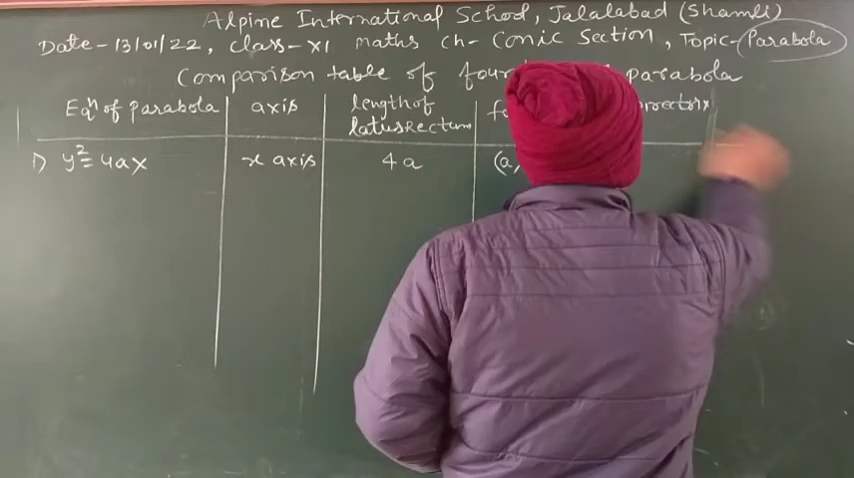 Alpine International School, Jalalabad (Shamli)
Date-13/01/22, class-XI maths ch- Conic Section, Topic-Parabola
Comparison table of parabola
Eqn of parabola axis length of
latus Rectum
1) y²=4ax x axis 4a (a,